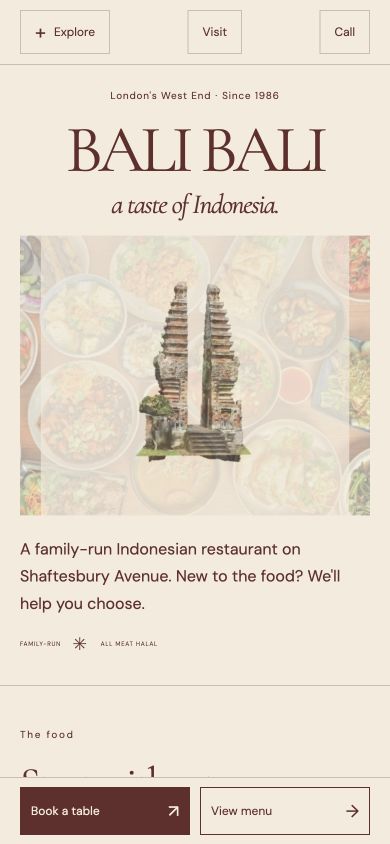 + Explore
Visit
Call
London's West End · Since 1986
BALI BALI
a taste of Indonesia.
A family-run Indonesian restaurant on
Shaftesbury Avenue. New to the food? We'll
help you choose.
FAMILY-RUN
ALL MEAT HALAL
The food
Book a table
View menu